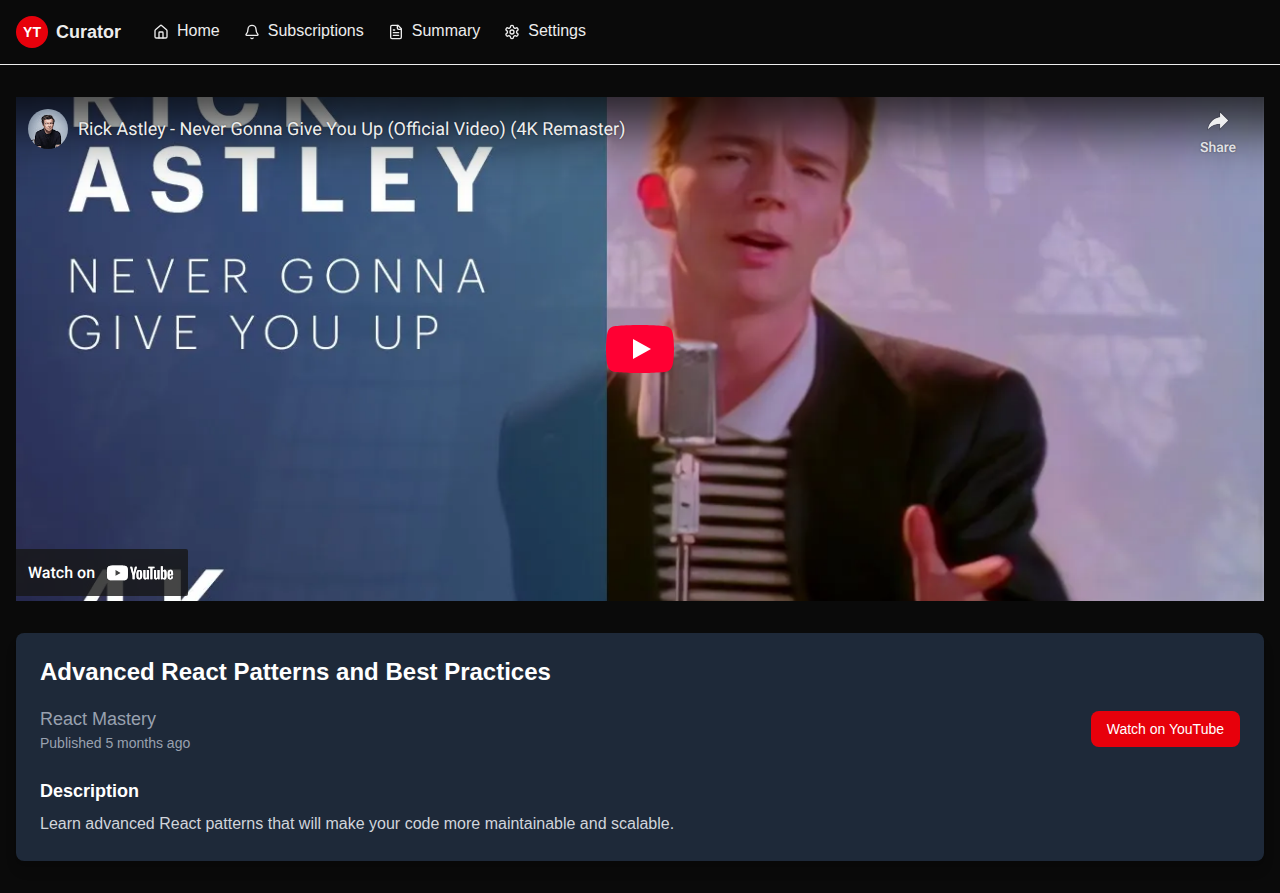 YT Curator Home Subscriptions Summary Settings
RICK
Rick Astley - Never Gonna Give You Up (Official Video) (4K Remaster)
Share
ASTLEY
NEVER GONNA
GIVE YOU UP
Watch on YouTube
4K
Advanced React Patterns and Best Practices
React Mastery
Published 5 months ago
Watch on YouTube
Description
Learn advanced React patterns that will make your code more maintainable and scalable.